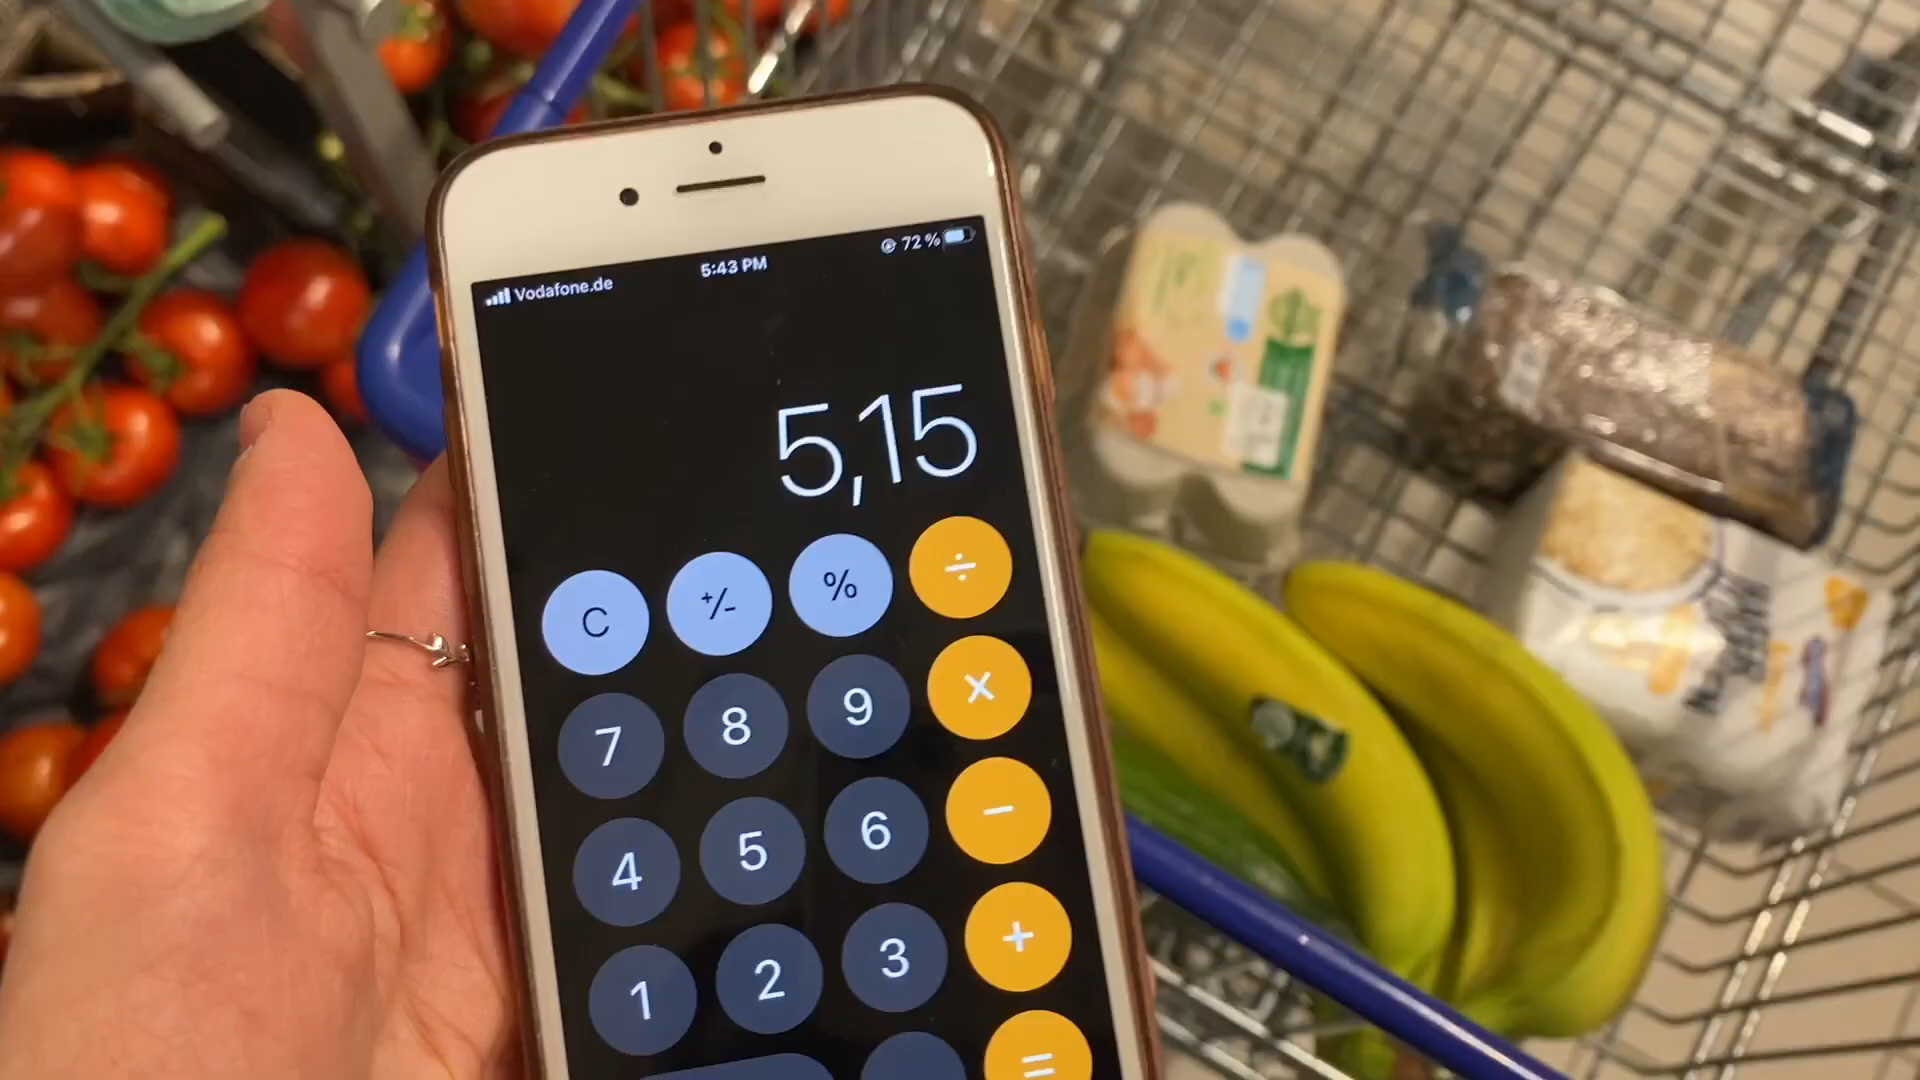 Vodafone.de 5:43 PM 72 %
5,15
C +/- % ÷
7 8 9 ×
4 5 6 −
1 2 3 +
=